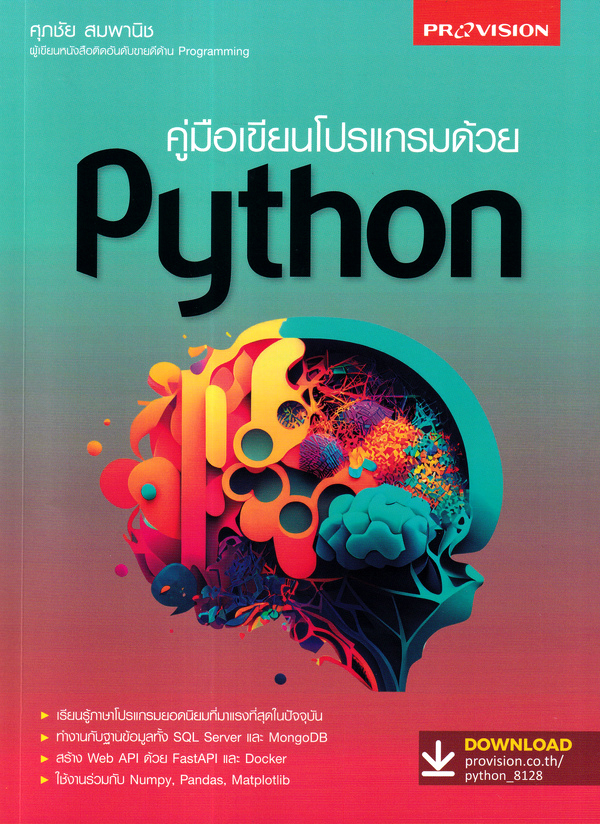 ศุภชัย สมพานิช
ผู้เขียนหนังสือติดอันดับขายดีด้าน Programming
PROVISION
คู่มือเขียนโปรแกรมด้วย
Python
เรียนรู้ภาษาโปรแกรมยอดนิยมที่มาแรงที่สุดในปัจจุบัน
ทำงานกับฐานข้อมูลทั้ง SQL Server และ MongoDB
สร้าง Web API ด้วย FastAPI และ Docker
ใช้งานร่วมกับ Numpy, Pandas, Matplotlib
DOWNLOAD
provision.co.th/
python_8128